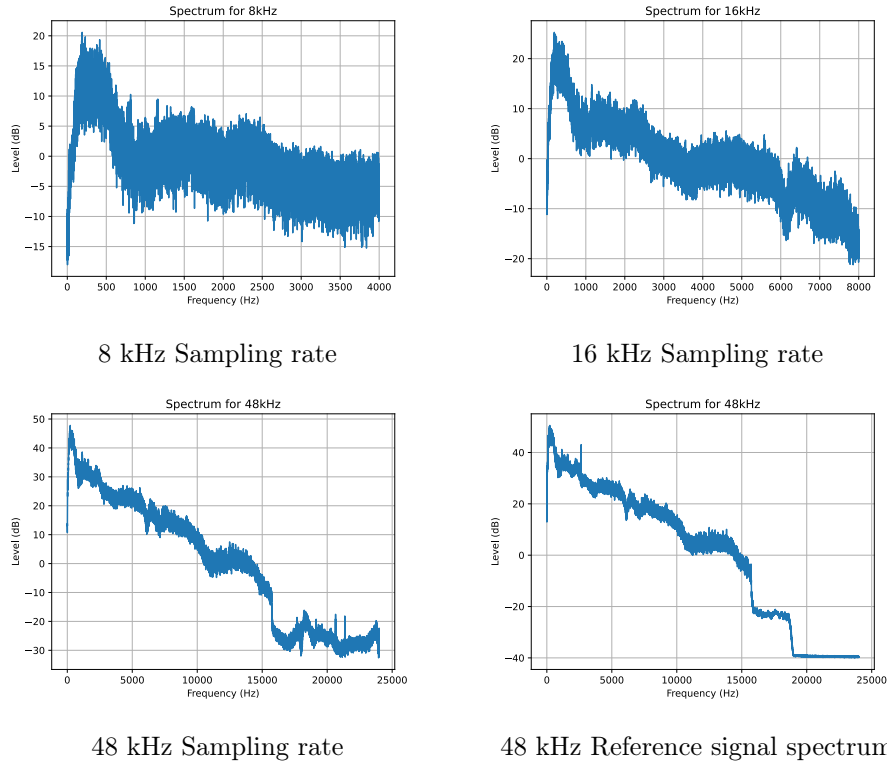 Spectrum for 8kHz
Level (dB)
20
15
10
5
0
−5
−10
−15
0 500 1000 1500 2000 2500 3000 3500 4000
Frequency (Hz)
8 kHz Sampling rate
Spectrum for 16kHz
Level (dB)
20
10
0
−10
−20
0 1000 2000 3000 4000 5000 6000 7000 8000
Frequency (Hz)
16 kHz Sampling rate
Spectrum for 48kHz
Level (dB)
50
40
30
20
10
0
−10
−20
−30
0 5000 10000 15000 20000 25000
Frequency (Hz)
48 kHz Sampling rate
Spectrum for 48kHz
Level (dB)
40
20
0
−20
−40
0 5000 10000 15000 20000 25000
Frequency (Hz)
48 kHz Reference signal spectrum